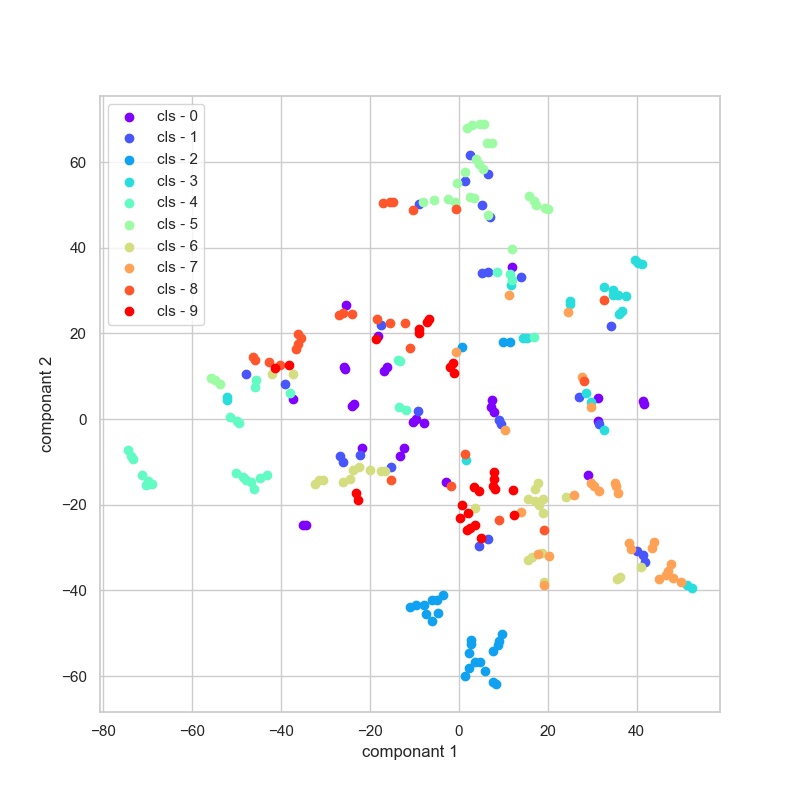 cls - 0
cls - 1
cls - 2
cls - 3
cls - 4
cls - 5
cls - 6
cls - 7
cls - 8
cls - 9
60
40
20
0
−20
−40
−60
componant 2
−80 −60 −40 −20 0 20 40
componant 1